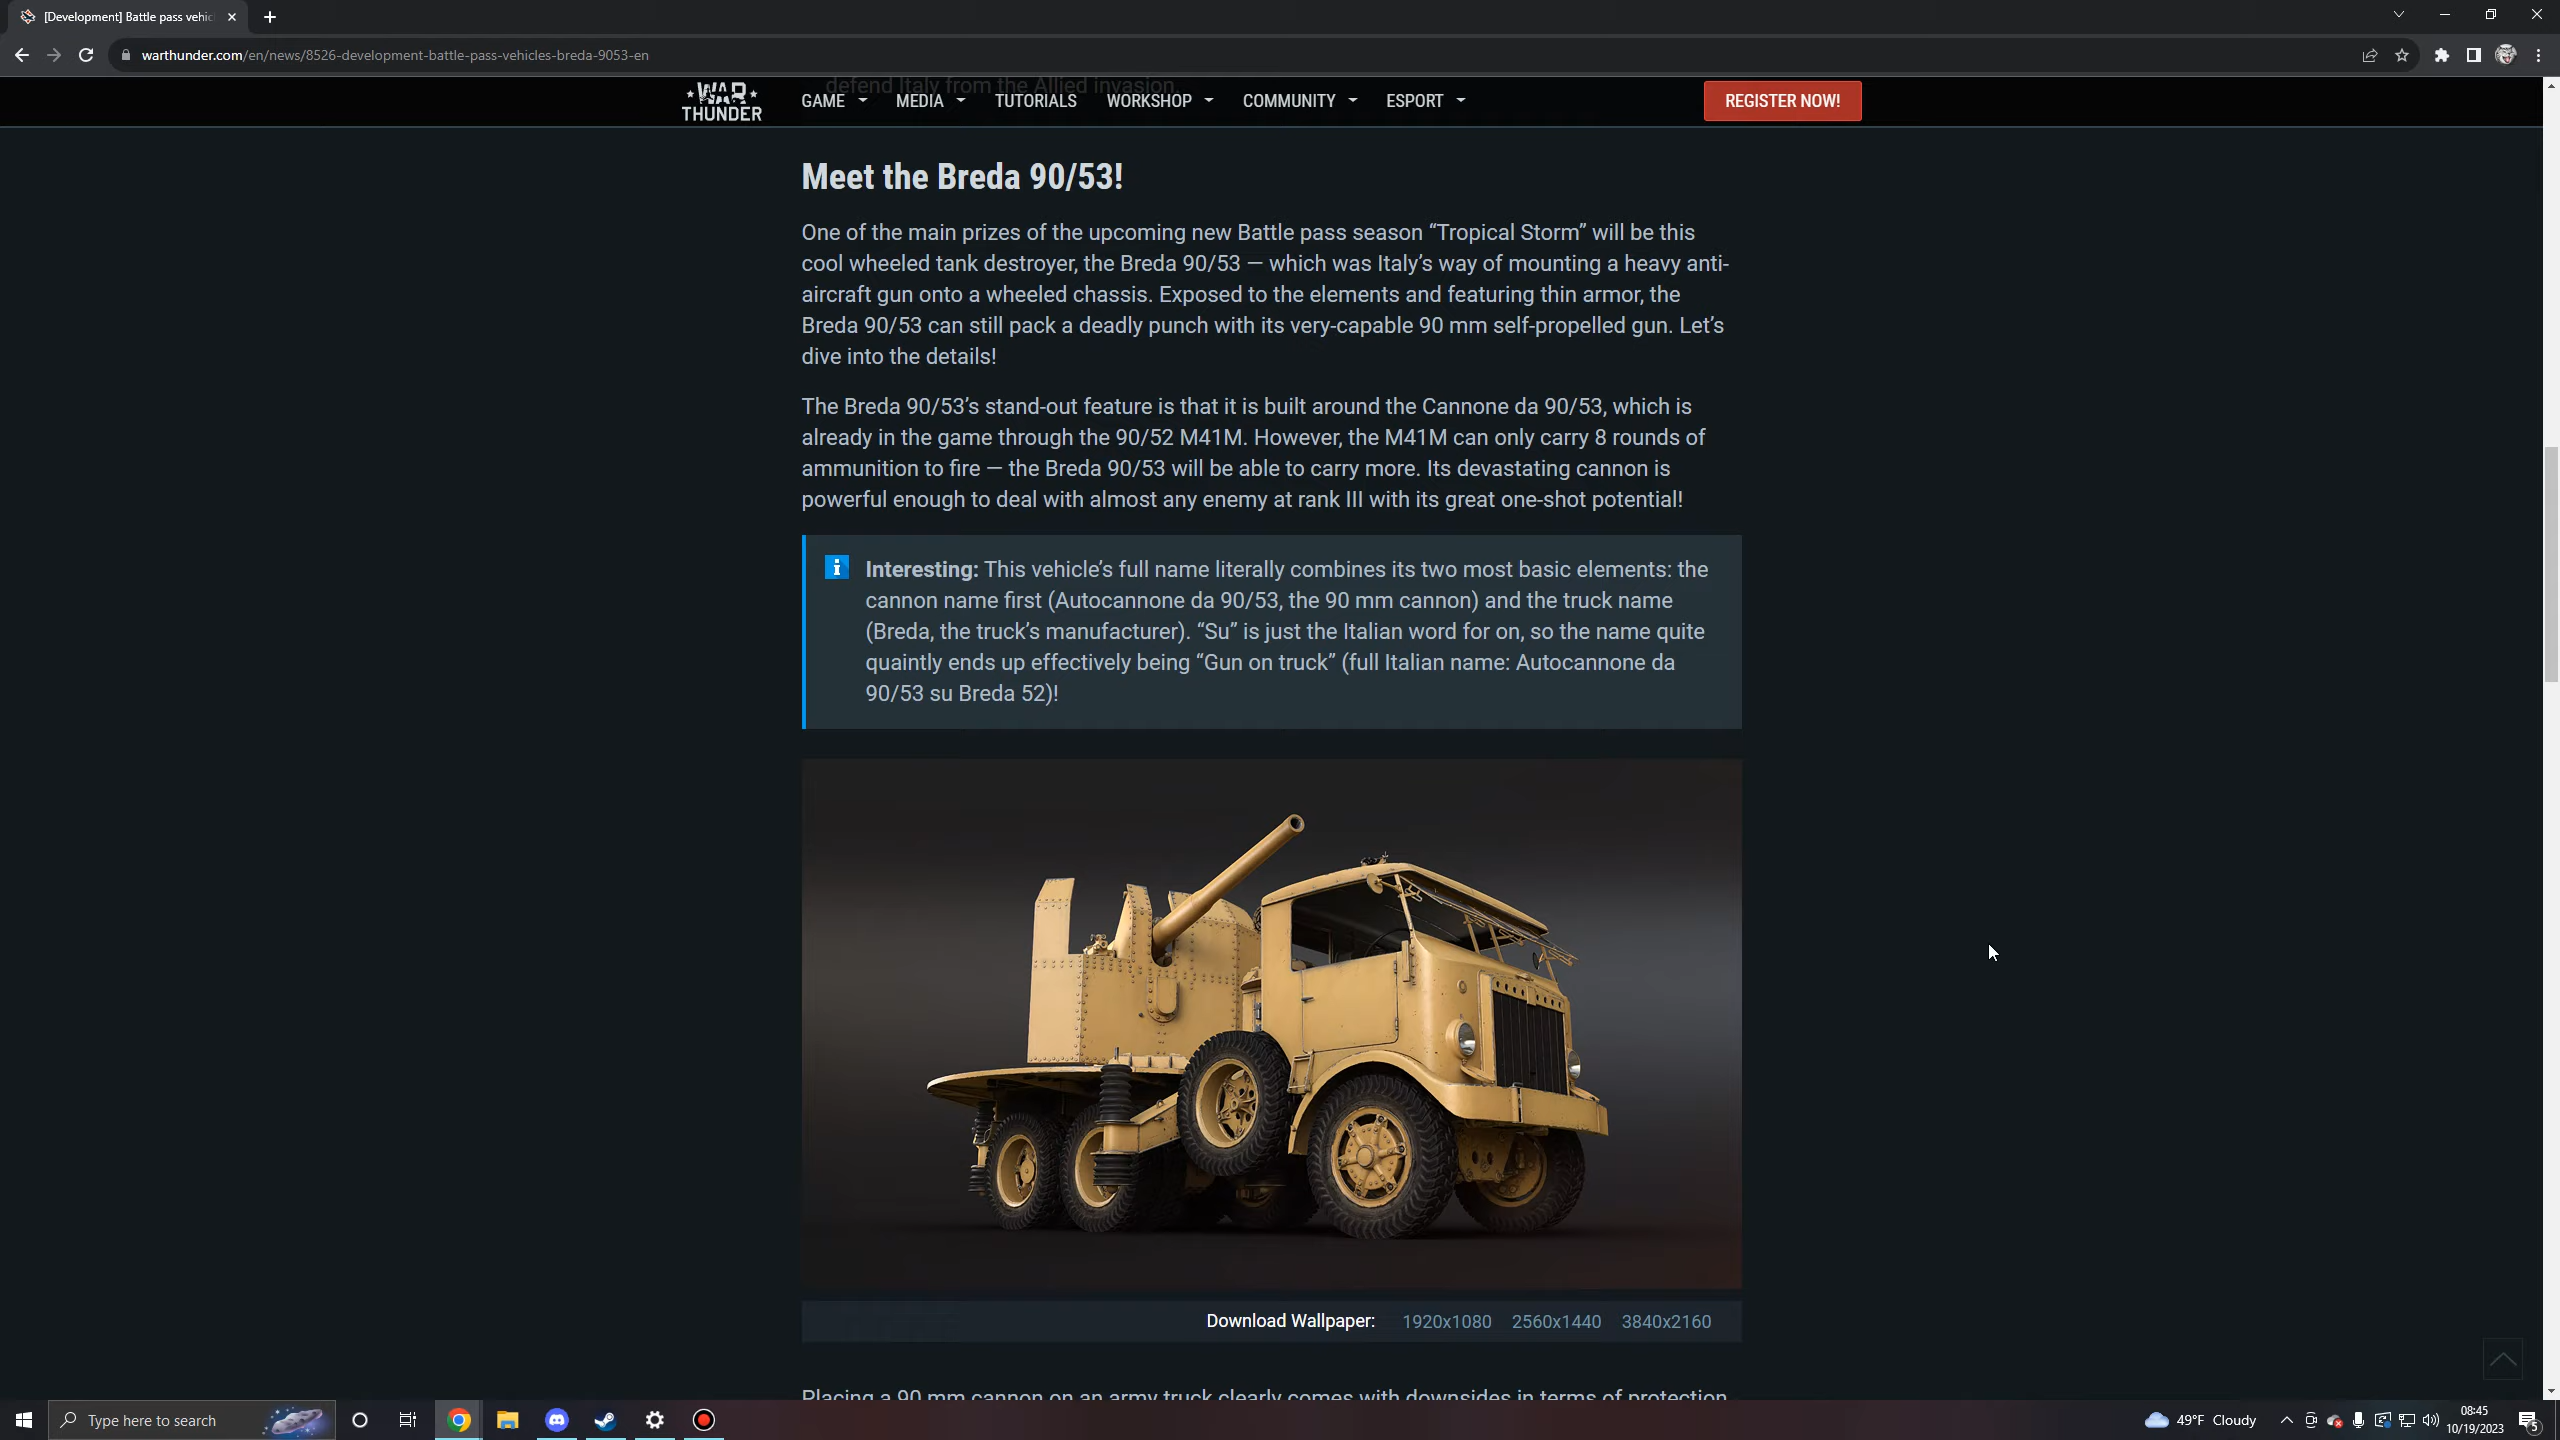 [Development] Battle pass vehic
warthunder.com/en/news/8526-development-battle-pass-vehicles-breda-9053-en
defend Italy from the Allied invasion.
WAR THUNDER
GAME
MEDIA
TUTORIALS
WORKSHOP
COMMUNITY
ESPORT
REGISTER NOW!
Meet the Breda 90/53!
One of the main prizes of the upcoming new Battle pass season “Tropical Storm” will be this
cool wheeled tank destroyer, the Breda 90/53 — which was Italy’s way of mounting a heavy anti-
aircraft gun onto a wheeled chassis. Exposed to the elements and featuring thin armor, the
Breda 90/53 can still pack a deadly punch with its very-capable 90 mm self-propelled gun. Let’s
dive into the details!
The Breda 90/53’s stand-out feature is that it is built around the Cannone da 90/53, which is
already in the game through the 90/52 M41M. However, the M41M can only carry 8 rounds of
ammunition to fire — the Breda 90/53 will be able to carry more. Its devastating cannon is
powerful enough to deal with almost any enemy at rank III with its great one-shot potential!
Interesting: This vehicle’s full name literally combines its two most basic elements: the
cannon name first (Autocannone da 90/53, the 90 mm cannon) and the truck name
(Breda, the truck’s manufacturer). “Su” is just the Italian word for on, so the name quite
quaintly ends up effectively being “Gun on truck” (full Italian name: Autocannone da
90/53 su Breda 52)!
Download Wallpaper: 1920x1080 2560x1440 3840x2160
Placing a 90 mm cannon on an army truck clearly comes with downsides in terms of protection
Type here to search
49°F Cloudy
08:45
10/19/2023
5